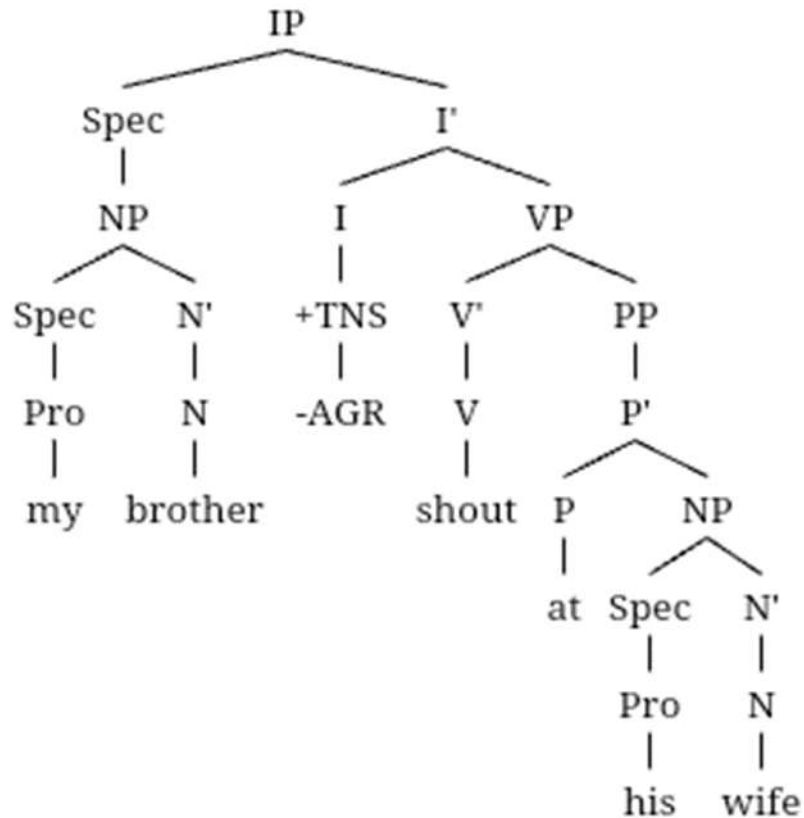 IP
Spec I'
NP I VP
Spec N' +TNS V' PP
Pro N -AGR V P'
my brother shout P NP
at Spec N'
Pro N
his wife